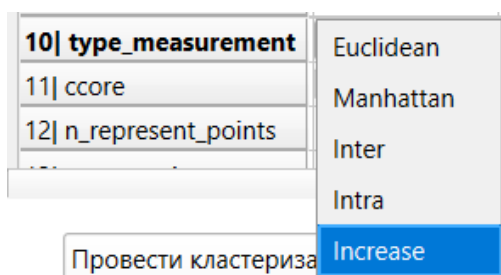 10| type_measurement
11| ccore
12| n_represent_points
Euclidean
Manhattan
Inter
Intra
Increase
Провести кластериза